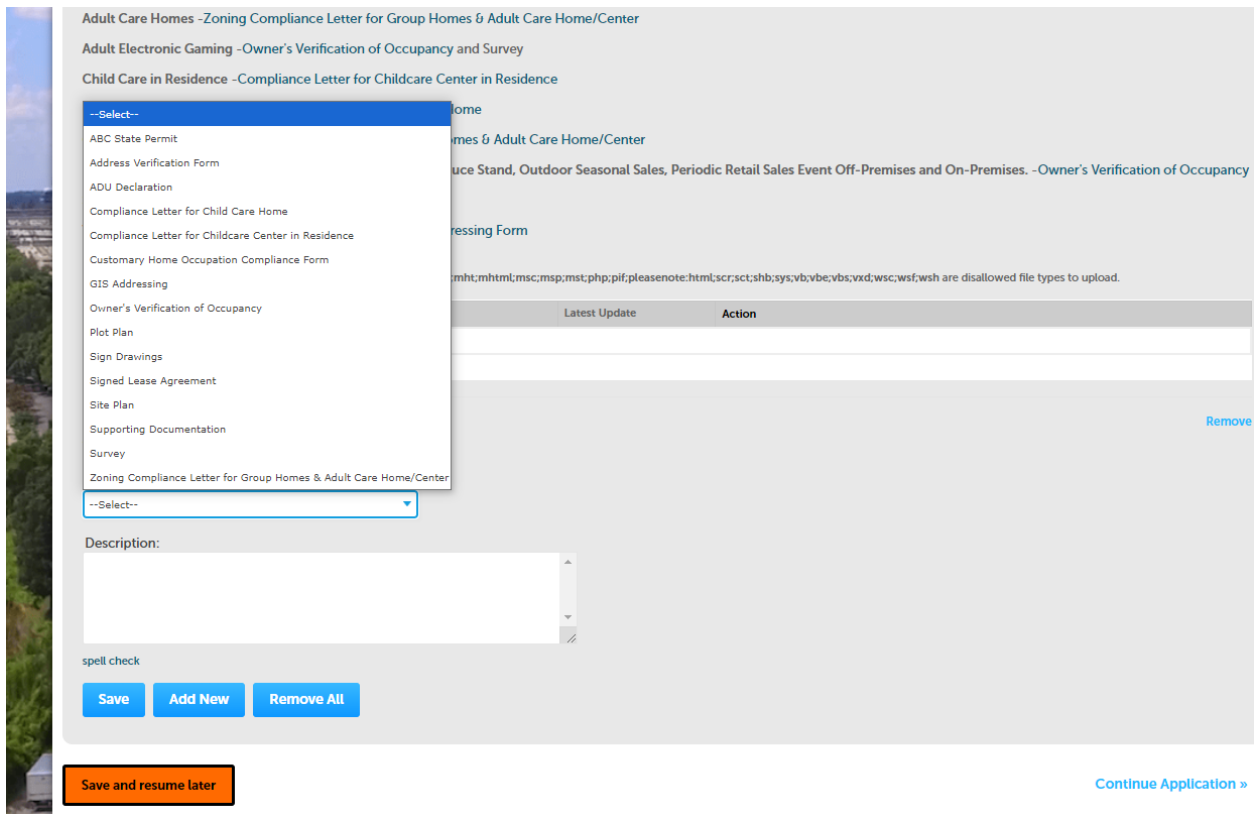 Adult Care Homes -Zoning Compliance Letter for Group Homes & Adult Care Home/Center
Adult Electronic Gaming -Owner's Verification of Occupancy and Survey
Child Care in Residence -Compliance Letter for Childcare Center in Residence
ome
mes & Adult Care Home/Center
uce Stand, Outdoor Seasonal Sales, Periodic Retail Sales Event Off-Premises and On-Premises. -Owner's Verification of Occupancy
ressing Form
;mht;mhtml;msc;msp;mst;php;pif;pleasenote:html;scr;sct;shb;sys;vb;vbe;vbs;vxd;wsc;wsf;wsh are disallowed file types to upload.
Latest Update Action
Remove
--Select--
ABC State Permit
Address Verification Form
ADU Declaration
Compliance Letter for Child Care Home
Compliance Letter for Childcare Center in Residence
Customary Home Occupation Compliance Form
GIS Addressing
Owner's Verification of Occupancy
Plot Plan
Sign Drawings
Signed Lease Agreement
Site Plan
Supporting Documentation
Survey
Zoning Compliance Letter for Group Homes & Adult Care Home/Center
--Select--
Description:
spell check
Save Add New Remove All
Save and resume later Continue Application »